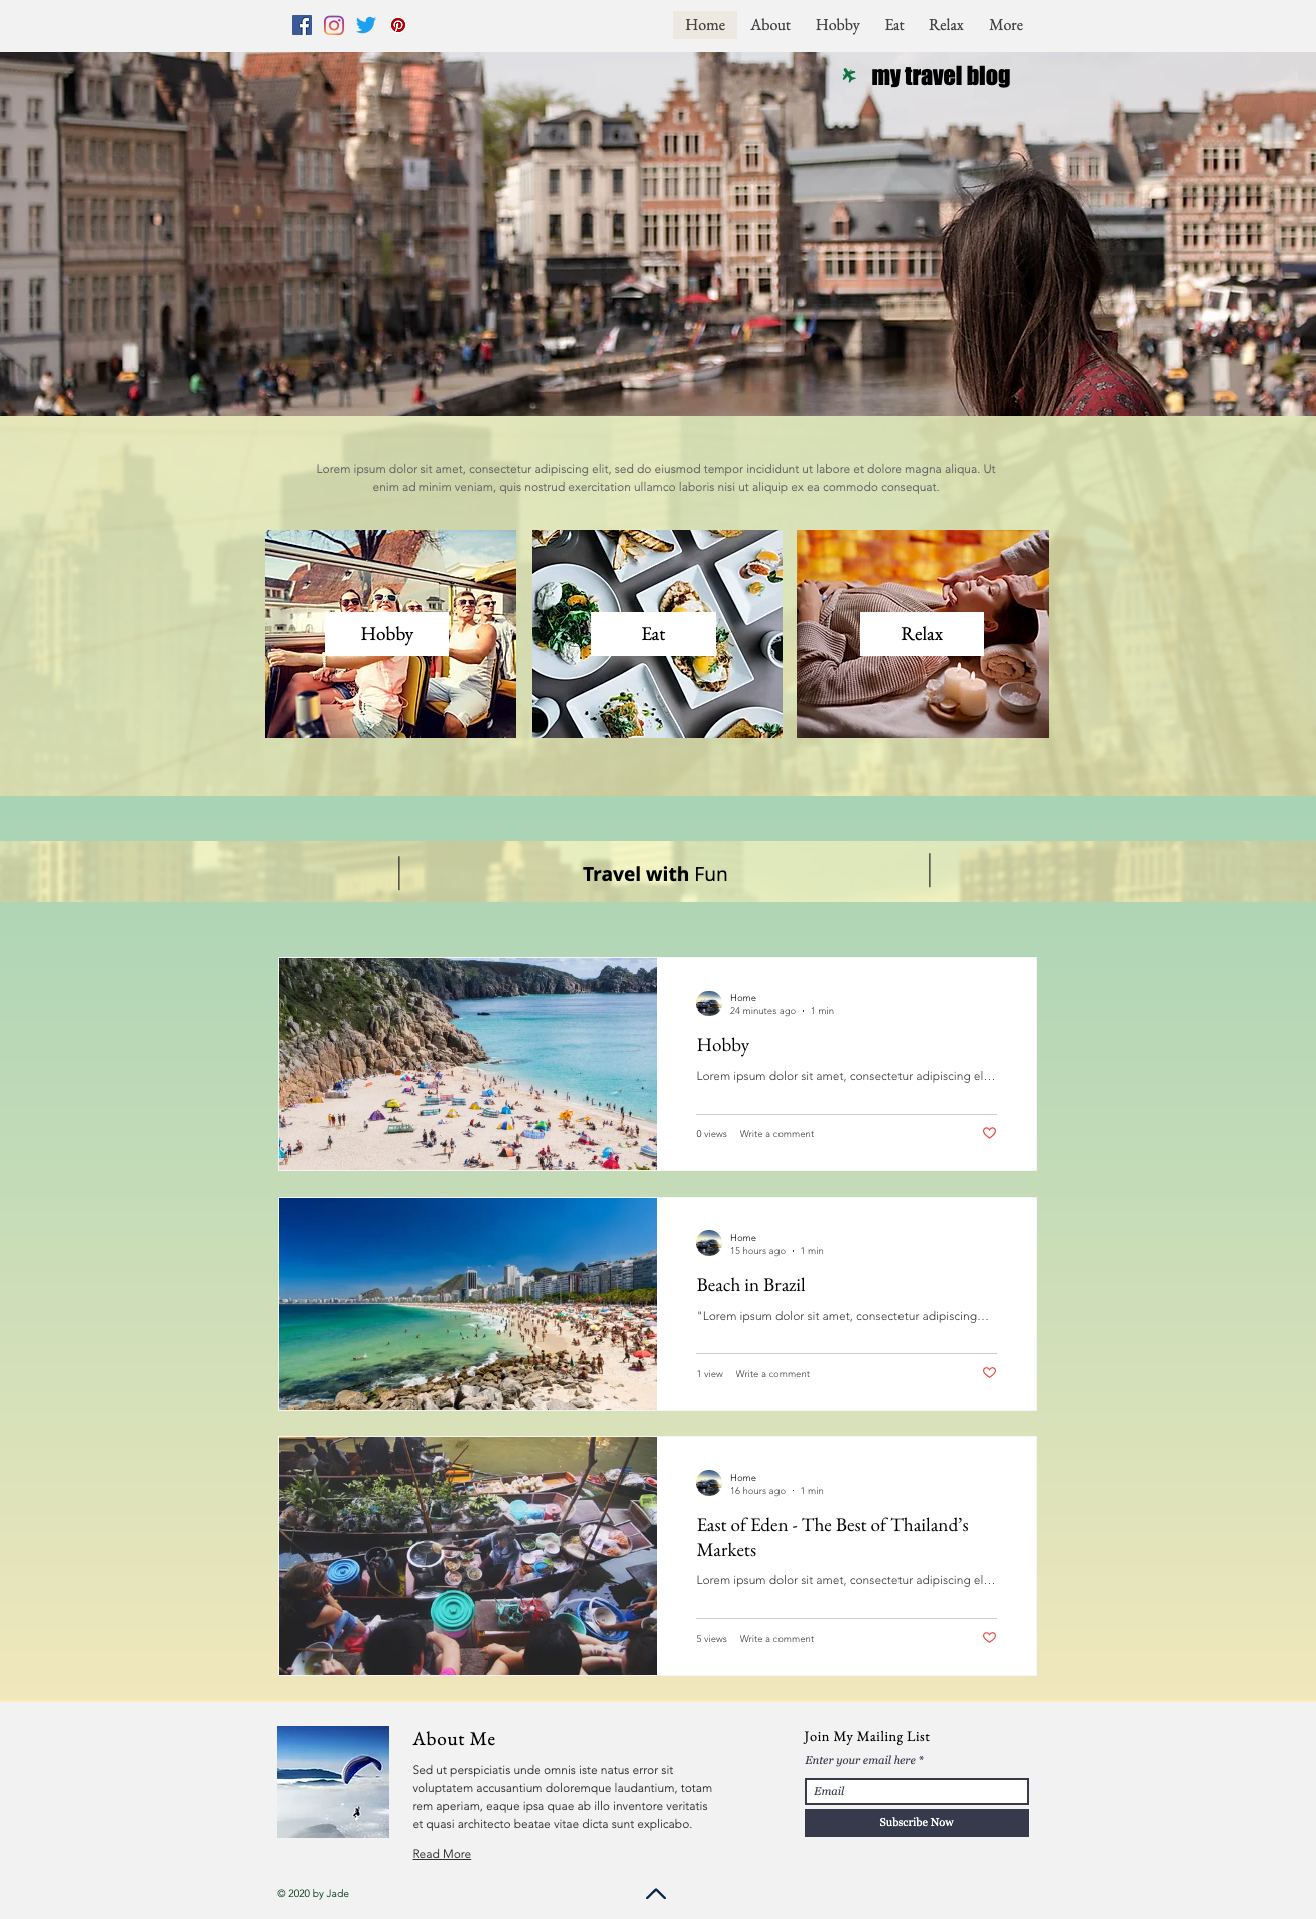 Home About Hobby Eat Relax More
my travel blog
Lorem ipsum dolor sit amet, consectetur adipiscing elit, sed do eiusmod tempor incididunt ut labore et dolore magna aliqua. Ut
enim ad minim veniam, quis nostrud exercitation ullamco laboris nisi ut aliquip ex ea commodo consequat.
Hobby
Eat
Relax
Travel with Fun
Home
24 minutes ago · 1 min
Hobby
Lorem ipsum dolor sit amet, consectetur adipiscing el...
0 views Write a comment
Home
15 hours ago · 1 min
Beach in Brazil
"Lorem ipsum dolor sit amet, consectetur adipiscing...
1 view Write a comment
Home
16 hours ago · 1 min
East of Eden - The Best of Thailand’s
Markets
Lorem ipsum dolor sit amet, consectetur adipiscing el...
5 views Write a comment
About Me
Sed ut perspiciatis unde omnis iste natus error sit
voluptatem accusantium doloremque laudantium, totam
rem aperiam, eaque ipsa quae ab illo inventore veritatis
et quasi architecto beatae vitae dicta sunt explicabo.
Read More
Join My Mailing List
Enter your email here *
Email
Subscribe Now
© 2020 by Jade